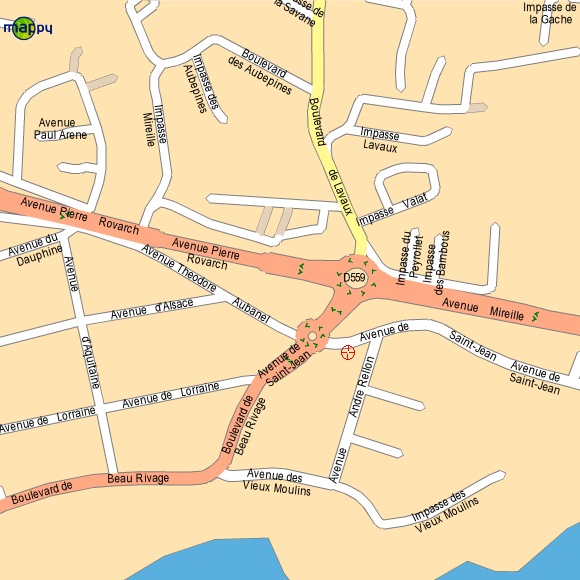 mappy
Impasse de
la Savane
Impasse de
la Gache
Boulevard
des Aubepines
Impasse des
Aubepines
Avenue
Paul Arene
Impasse
Mireille
Boulevard
de Lavaux
Impasse
Lavaux
Impasse Valat
Avenue Pierre Rovarch
Avenue Pierre
Rovarch
Avenue du
Dauphine
Avenue Theodore
Aubanel
Impasse du
Peyrollet
Impasse
des Bambous
D559
Avenue Mireille
Avenue
d'Aquitaine
Avenue d'Alsace
Avenue de
Saint-Jean
Avenue de
Saint-Jean
Avenue de
Saint-Jean
Avenue
Andre Rellon
Avenue de Lorraine
Avenue de Lorraine
Boulevard de
Beau Rivage
Boulevard de
Beau Rivage
Avenue des
Vieux Moulins
Impasse des
Vieux Moulins